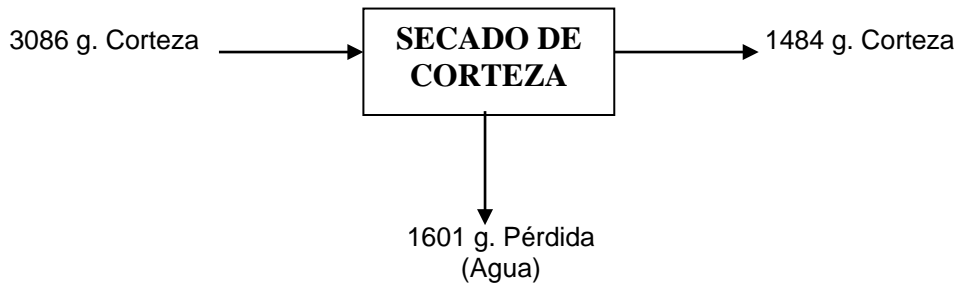 3086 g. Corteza
SECADO DE
CORTEZA
1484 g. Corteza
1601 g. Pérdida
(Agua)